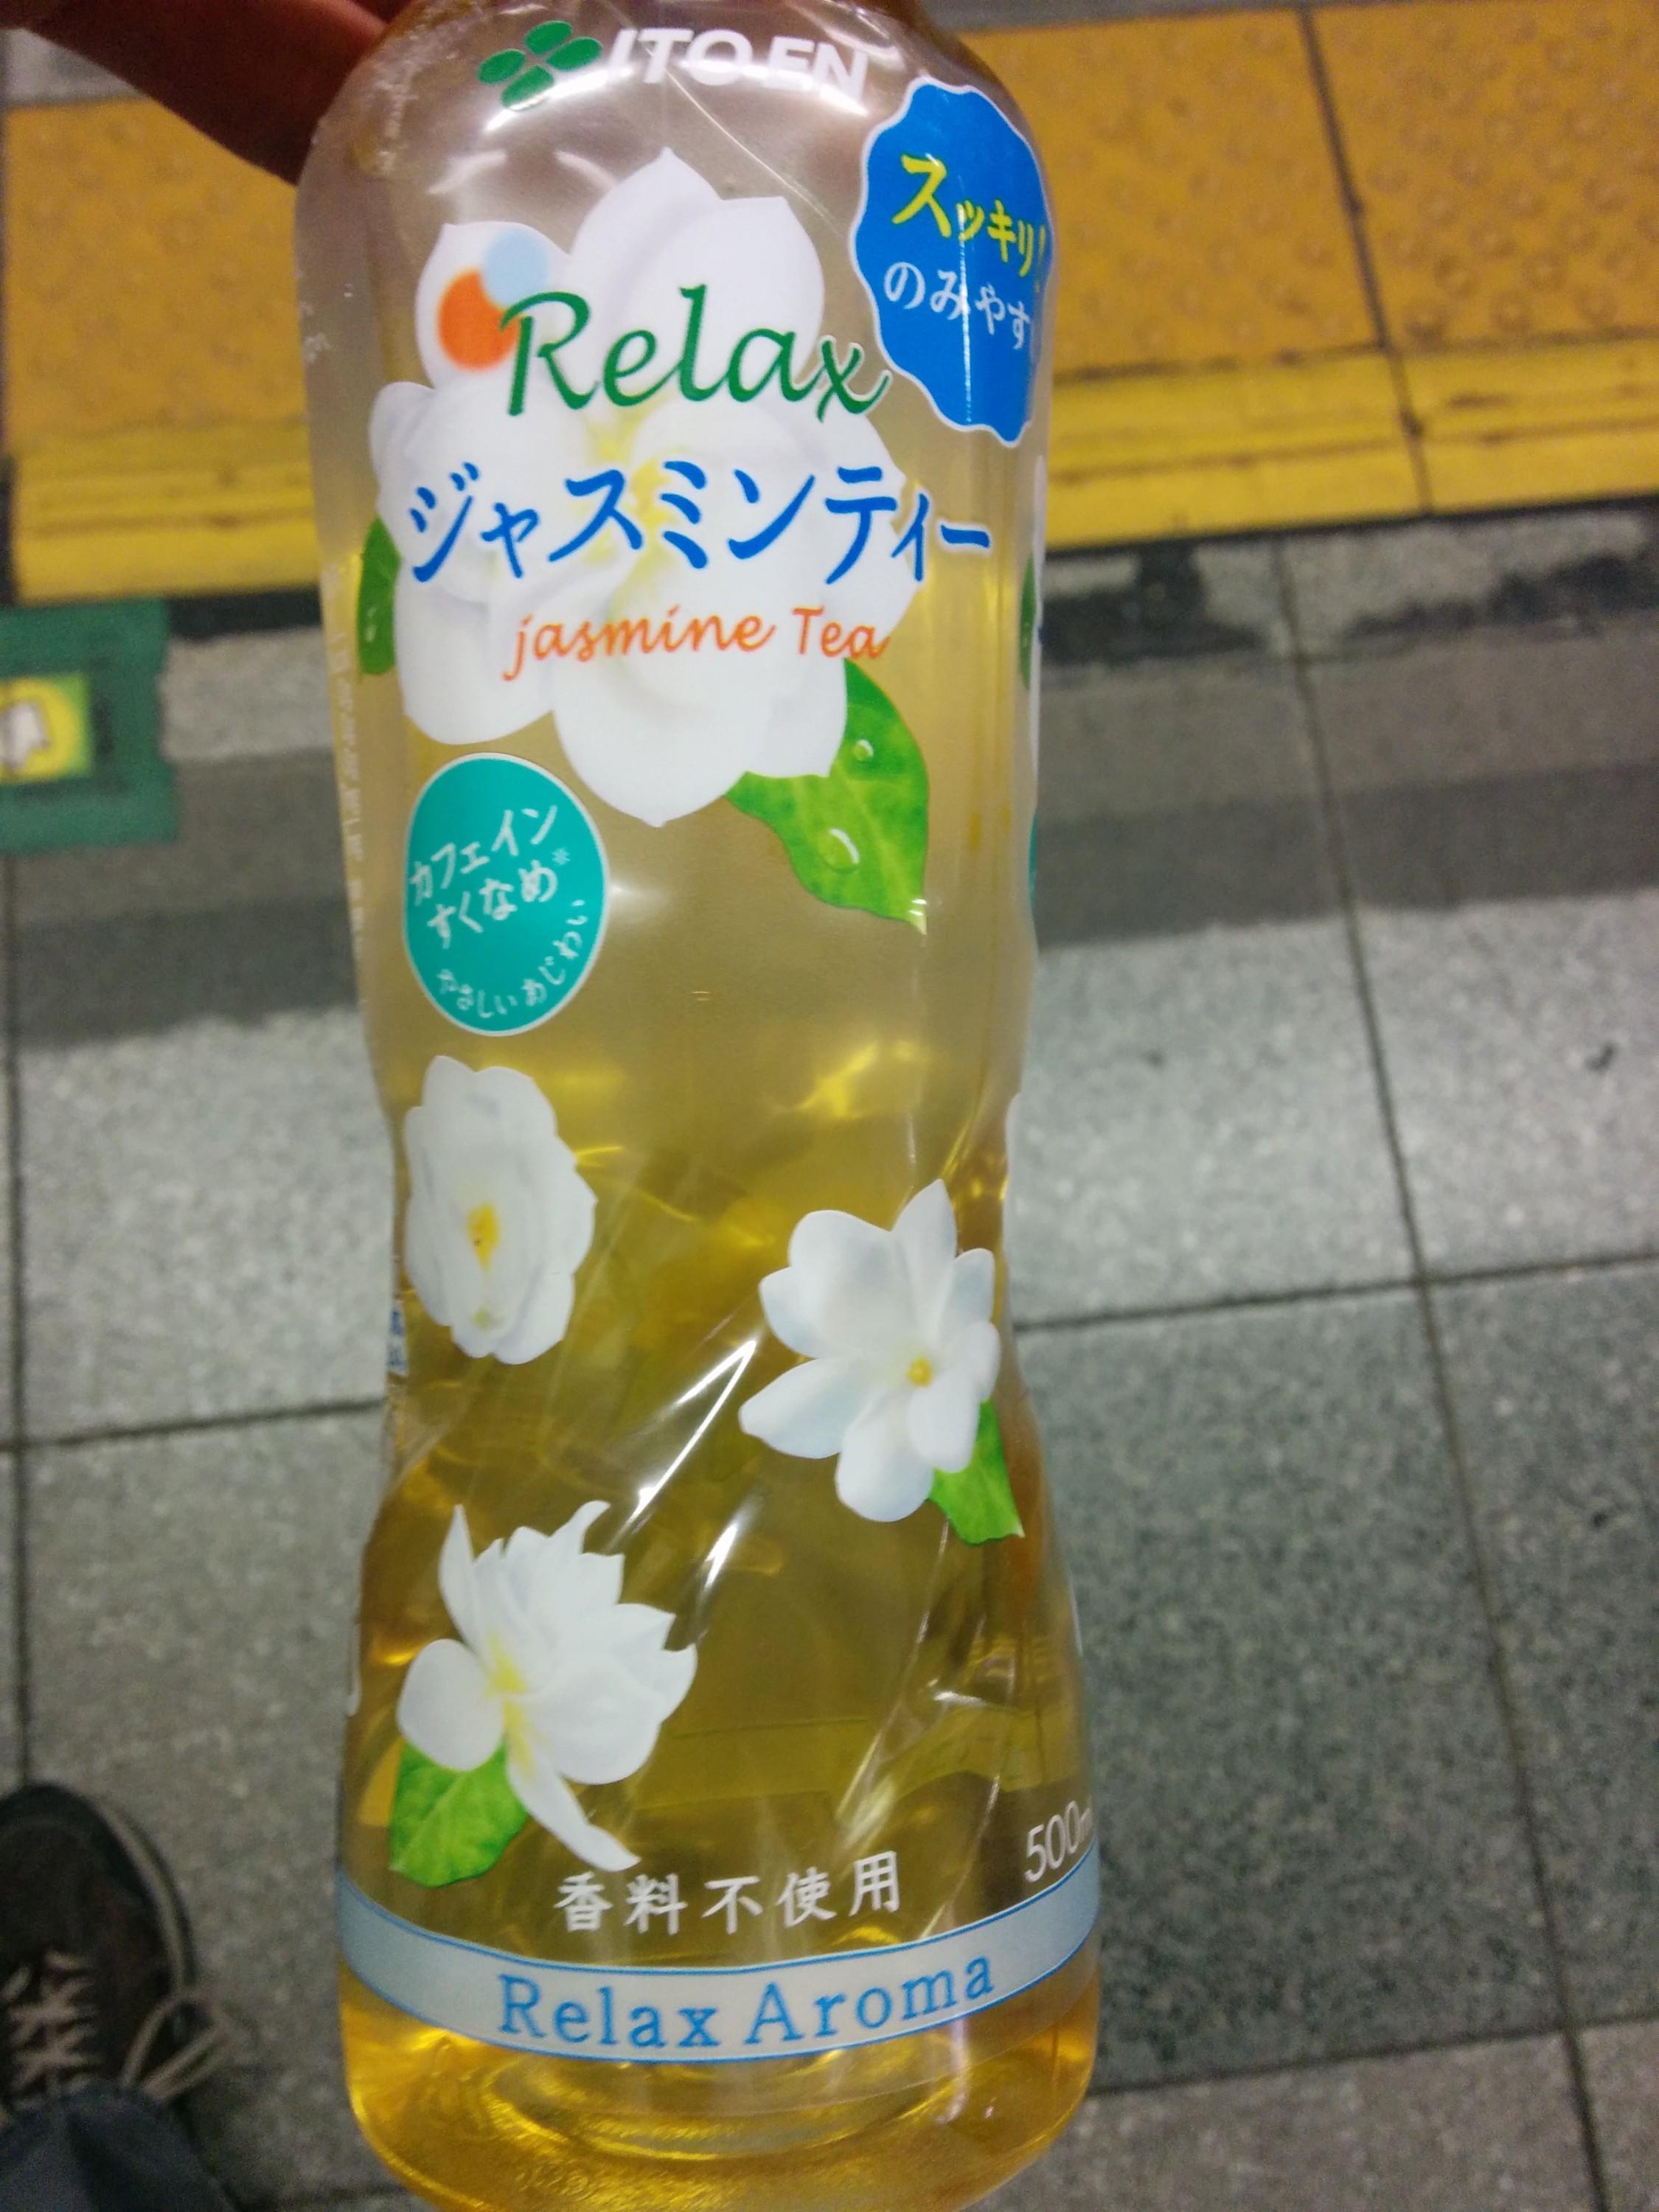 ITO EN
スッキリ!
のみやす
Relax
ジャスミンティー
jasmine Tea
カフェイン
すくなめ※
やさしいあじわい
香料不使用
500ml
Relax Aroma